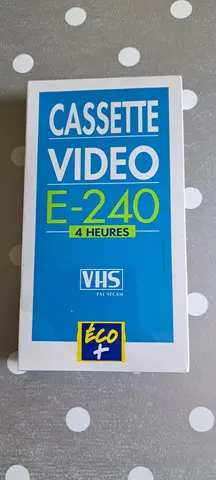 CASSETTE
VIDEO
E-240
4 HEURES
VHS
PAL SECAM
ÉCO
+